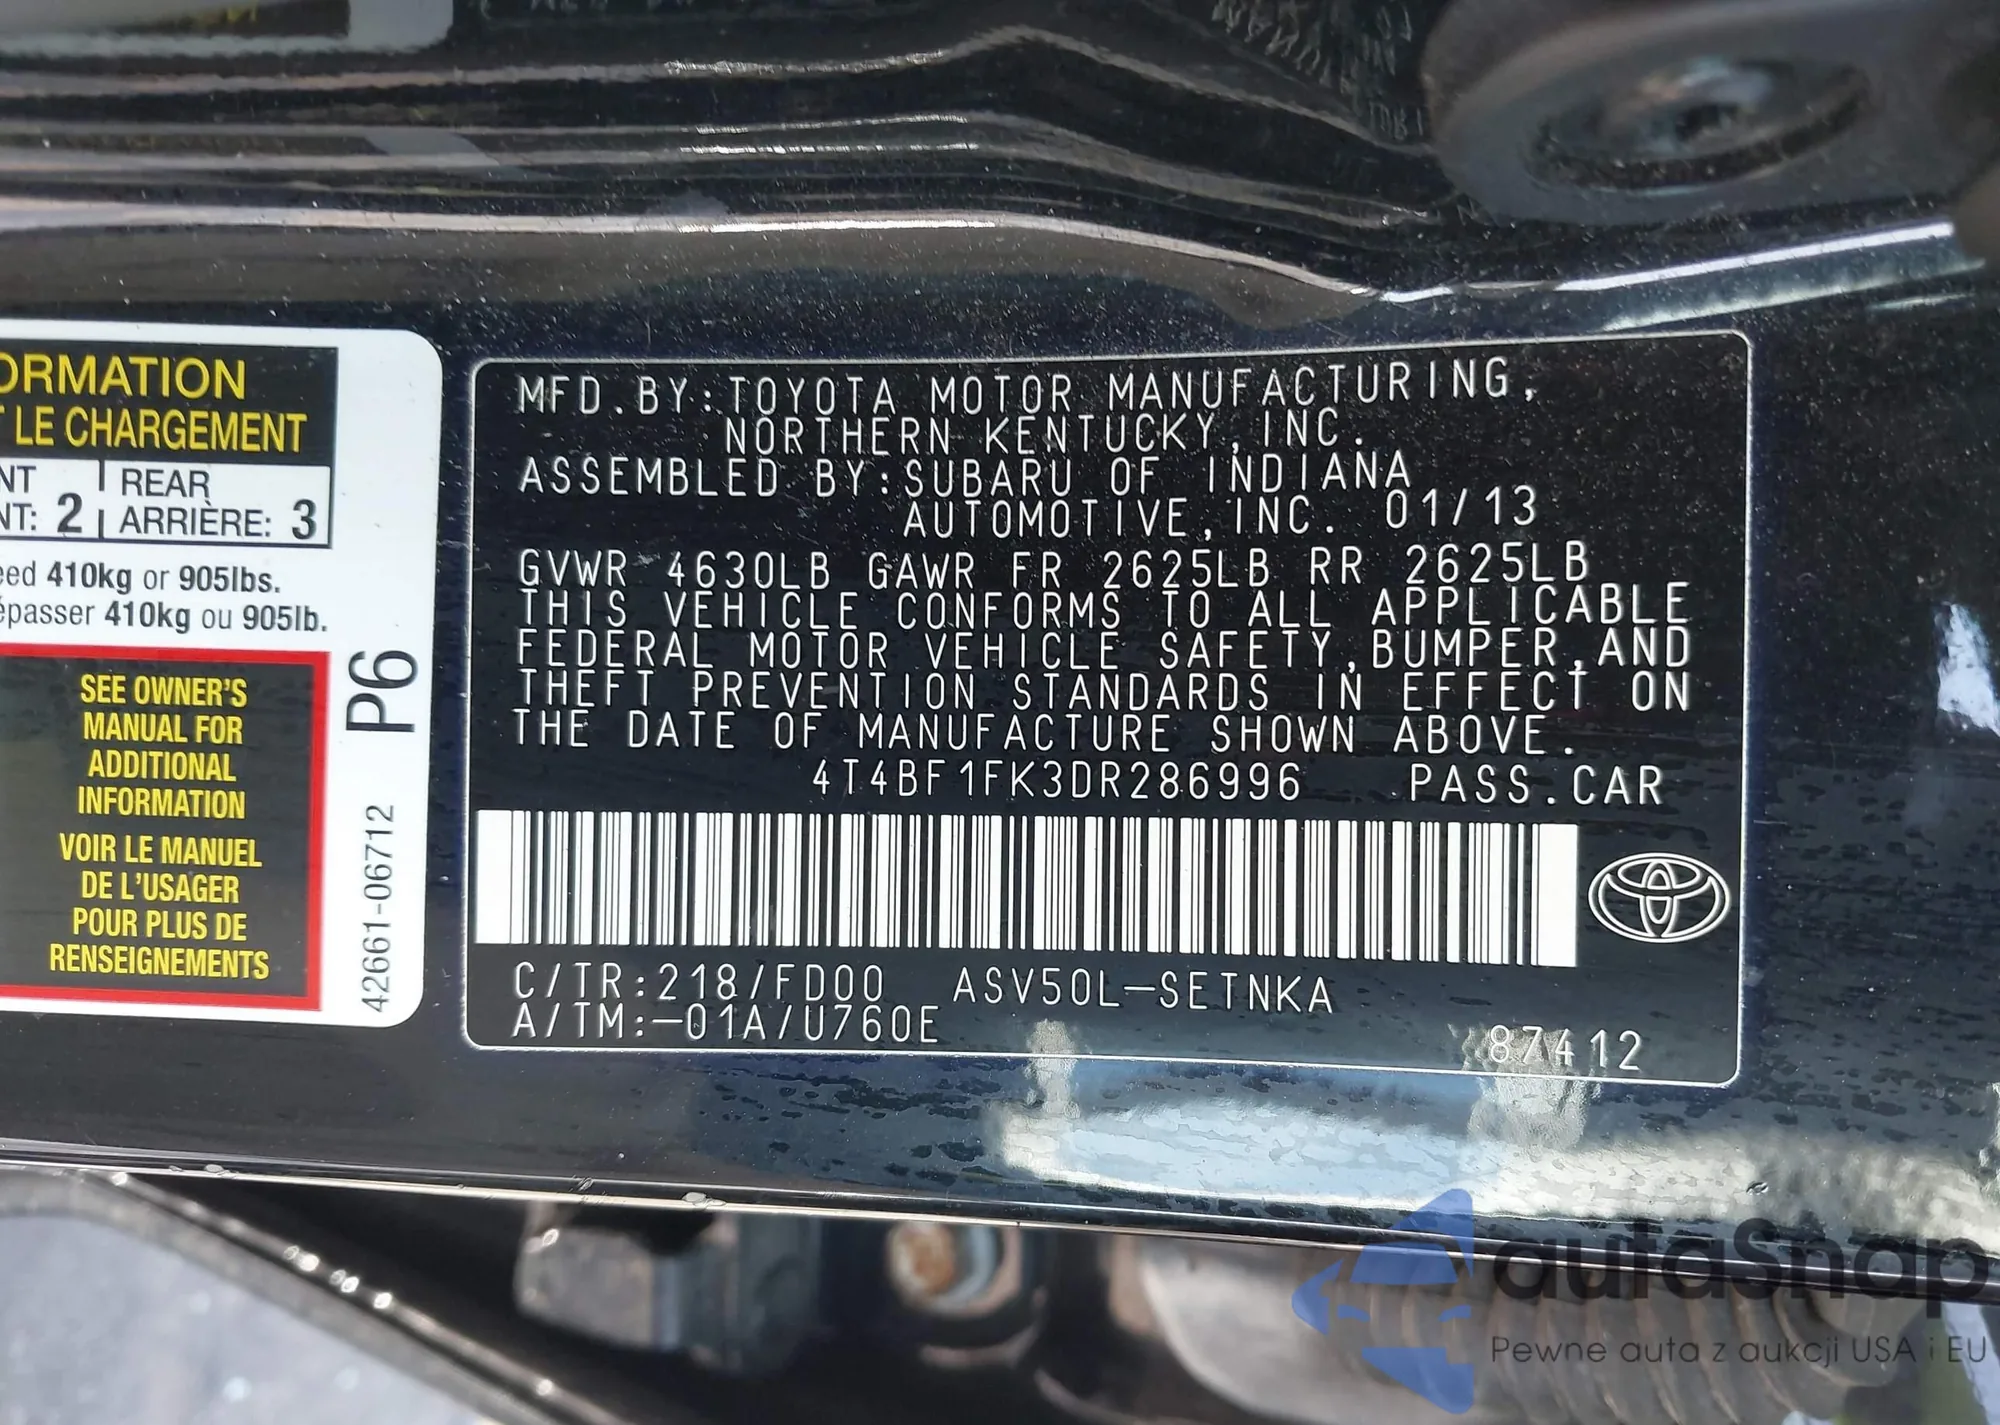 ORMATION
T LE CHARGEMENT
NT REAR
NT: 2 ARRIÈRE: 3
eed 410kg or 905lbs.
épasser 410kg ou 905lb.
SEE OWNER'S
MANUAL FOR
ADDITIONAL
INFORMATION
VOIR LE MANUEL
DE L'USAGER
POUR PLUS DE
RENSEIGNEMENTS
P6
42661-06712
MFD.BY:TOYOTA MOTOR MANUFACTURING,
NORTHERN KENTUCKY,INC.
ASSEMBLED BY:SUBARU OF INDIANA
AUTOMOTIVE,INC. 01/13
GVWR 4630LB GAWR FR 2625LB RR 2625LB
THIS VEHICLE CONFORMS TO ALL APPLICABLE
FEDERAL MOTOR VEHICLE SAFETY,BUMPER,AND
THEFT PREVENTION STANDARDS IN EFFECT ON
THE DATE OF MANUFACTURE SHOWN ABOVE.
4T4BF1FK3DR286996 PASS.CAR
C/TR:218/FD00 ASV50L-SETNKA
A/TM:-01A/U760E
87412
autaSnap
Pewne auta z aukcji USA i EU